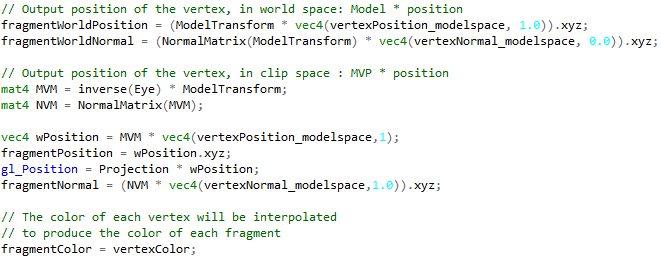 // Output position of the vertex, in world space: Model * position
fragmentWorldPosition = (ModelTransform * vec4(vertexPosition_modelspace, 1.0)).xyz;
fragmentWorldNormal = (NormalMatrix(ModelTransform) * vec4(vertexNormal_modelspace, 0.0)).xyz;

// Output position of the vertex, in clip space : MVP * position
mat4 MVM = inverse(Eye) * ModelTransform;
mat4 NVM = NormalMatrix(MVM);

vec4 wPosition = MVM * vec4(vertexPosition_modelspace,1);
fragmentPosition = wPosition.xyz;
gl_Position = Projection * wPosition;
fragmentNormal = (NVM * vec4(vertexNormal_modelspace,1.0)).xyz;

// The color of each vertex will be interpolated
// to produce the color of each fragment
fragmentColor = vertexColor;